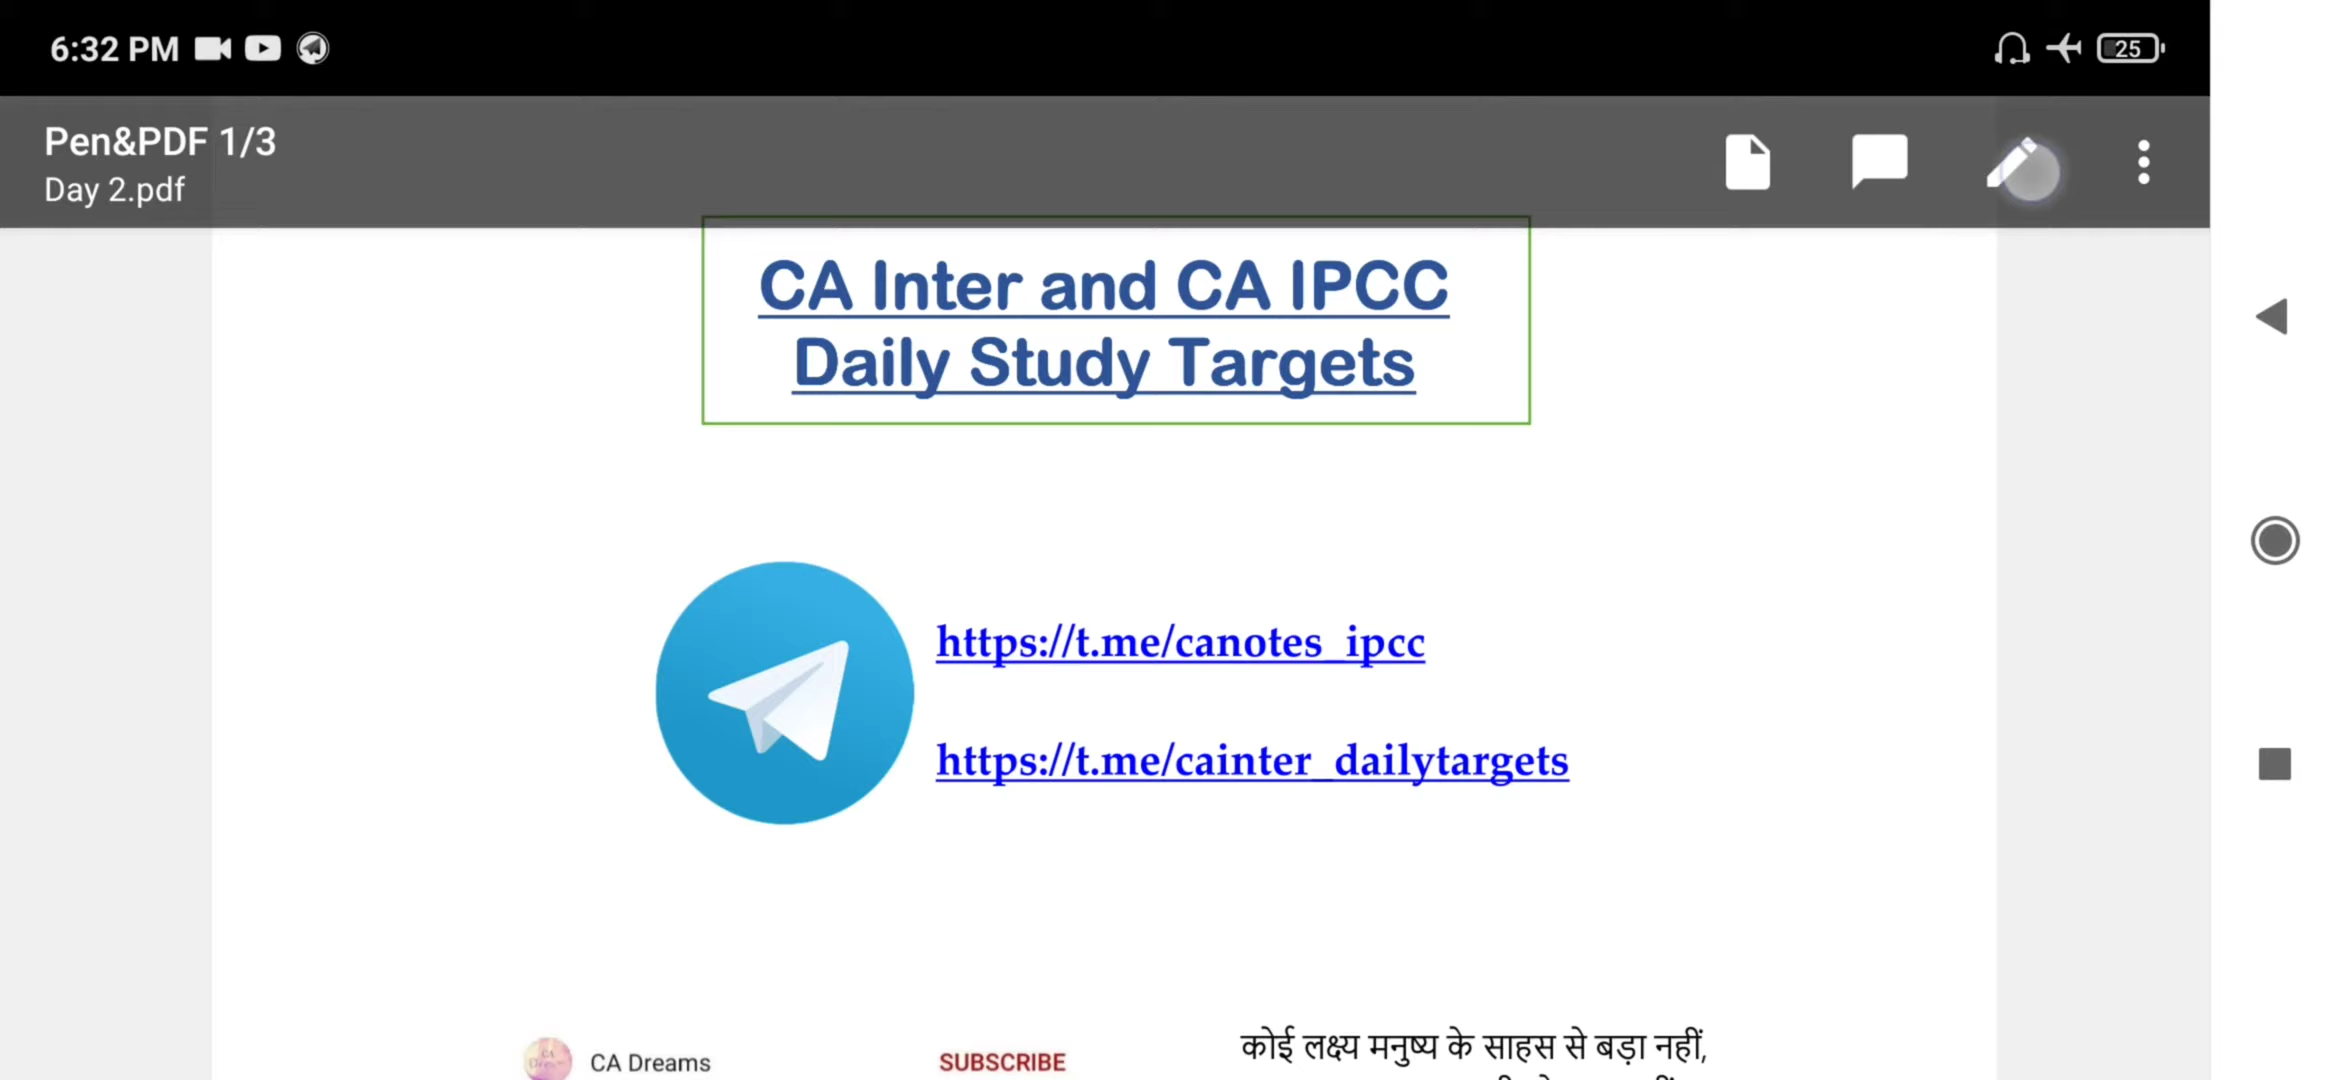 6:32 PM
25
Pen&PDF 1/3
Day 2.pdf
CA Inter and CA IPCC
Daily Study Targets
https://t.me/canotes_ipcc
https://t.me/cainter_dailytargets
CA Dreams
SUBSCRIBE
कोई लक्ष्य मनुष्य के साहस से बड़ा नहीं,